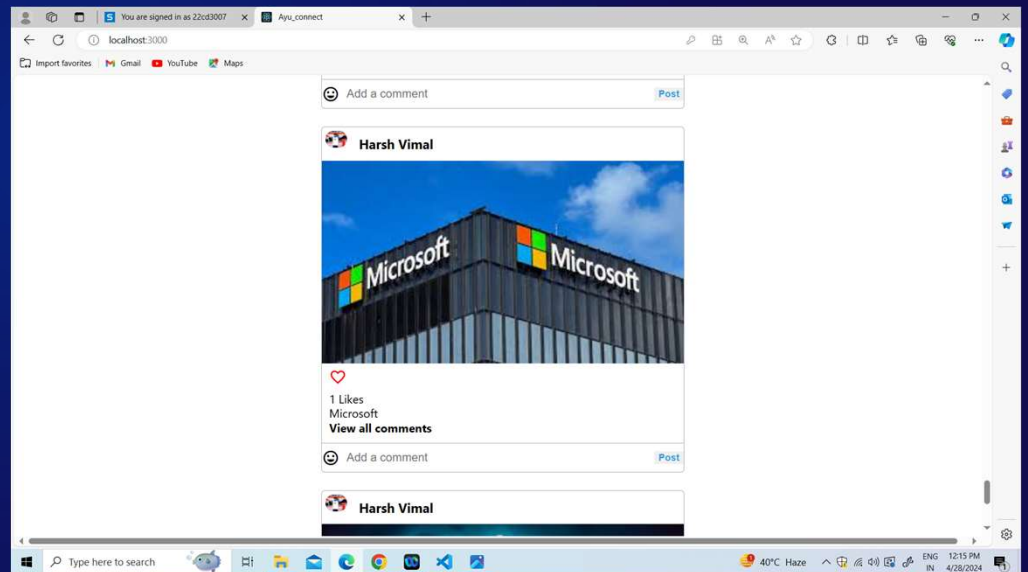 You are signed in as 22cd3007
Ayu_connect
localhost:3000
Import favorites
Gmail
YouTube
Maps
Add a comment
Post
Harsh Vimal
Microsoft
Microsoft
1 Likes
Microsoft
View all comments
Add a comment
Post
Harsh Vimal
Type here to search
40°C Haze
ENG
IN
12:15 PM
4/28/2024